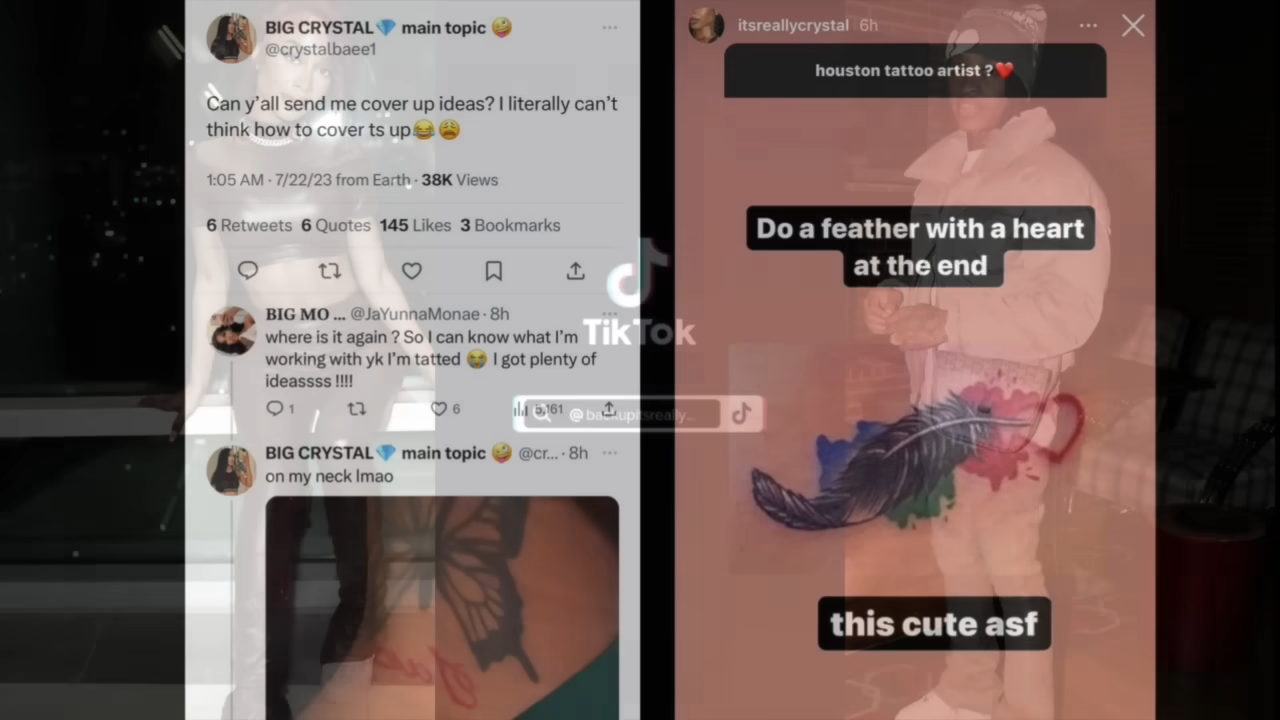 BIG CRYSTAL💎 main topic 🤪
@crystalbaee1
Can y'all send me cover up ideas? I literally can't
think how to cover ts up😂😩
1:05 AM · 7/22/23 from Earth · 38K Views
6 Retweets 6 Quotes 145 Likes 3 Bookmarks
BIG MO ... @JaYunnaMonae · 8h
where is it again ? So I can know what I'm
working with yk I'm tatted 😭 I got plenty of
ideassss !!!!
1
6
5,161
BIG CRYSTAL💎 main topic 🤪 @cr... · 8h
on my neck lmao
TikTok
@backupitsreally...
itsreallycrystal 6h
houston tattoo artist ?❤️
Do a feather with a heart
at the end
this cute asf